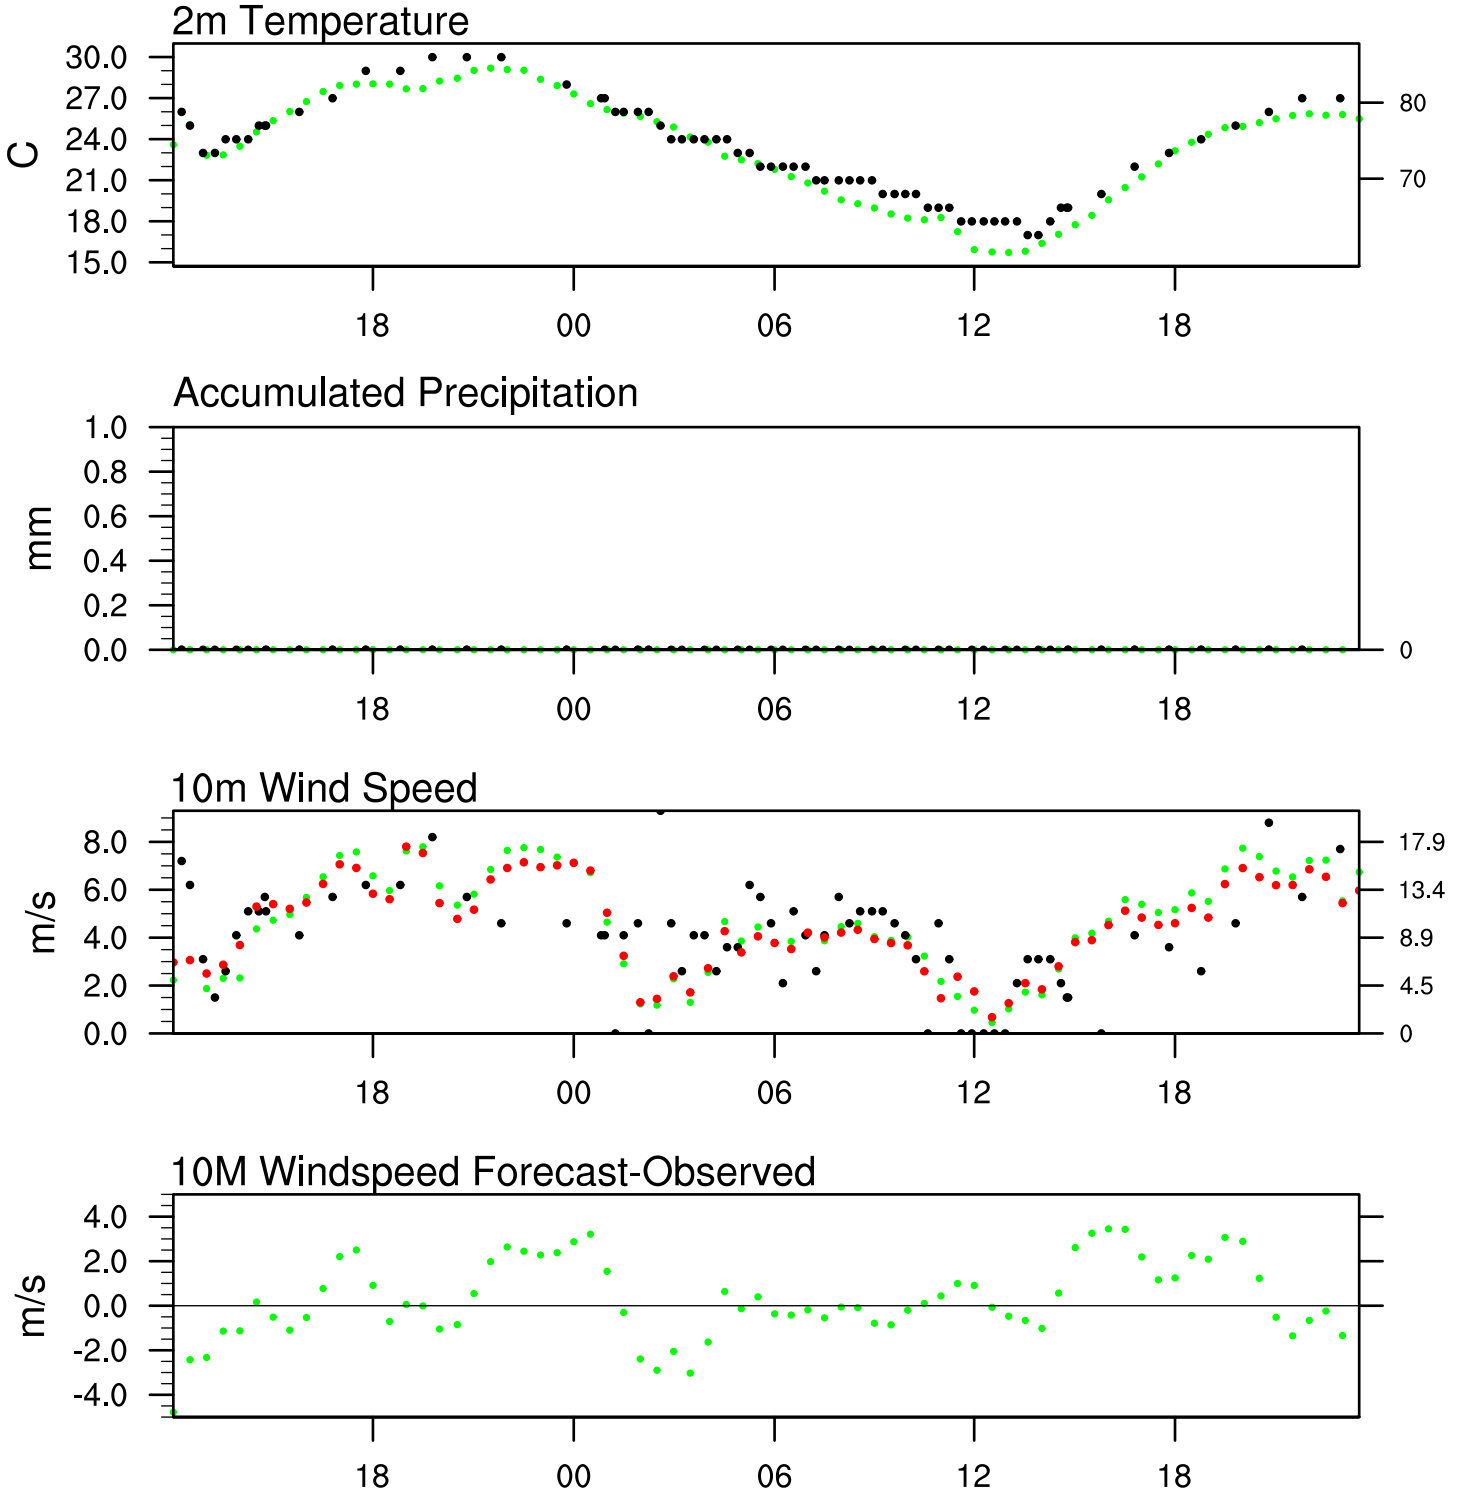 2m Temperature
30.0
27.0
24.0
21.0
18.0
15.0
C
80
70
18 00 06 12 18
Accumulated Precipitation
1.0
0.8
0.6
0.4
0.2
0.0
mm
0
18 00 06 12 18
10m Wind Speed
8.0
6.0
4.0
2.0
0.0
m/s
17.9
13.4
8.9
4.5
0
18 00 06 12 18
10M Windspeed Forecast-Observed
4.0
2.0
0.0
-2.0
-4.0
m/s
18 00 06 12 18